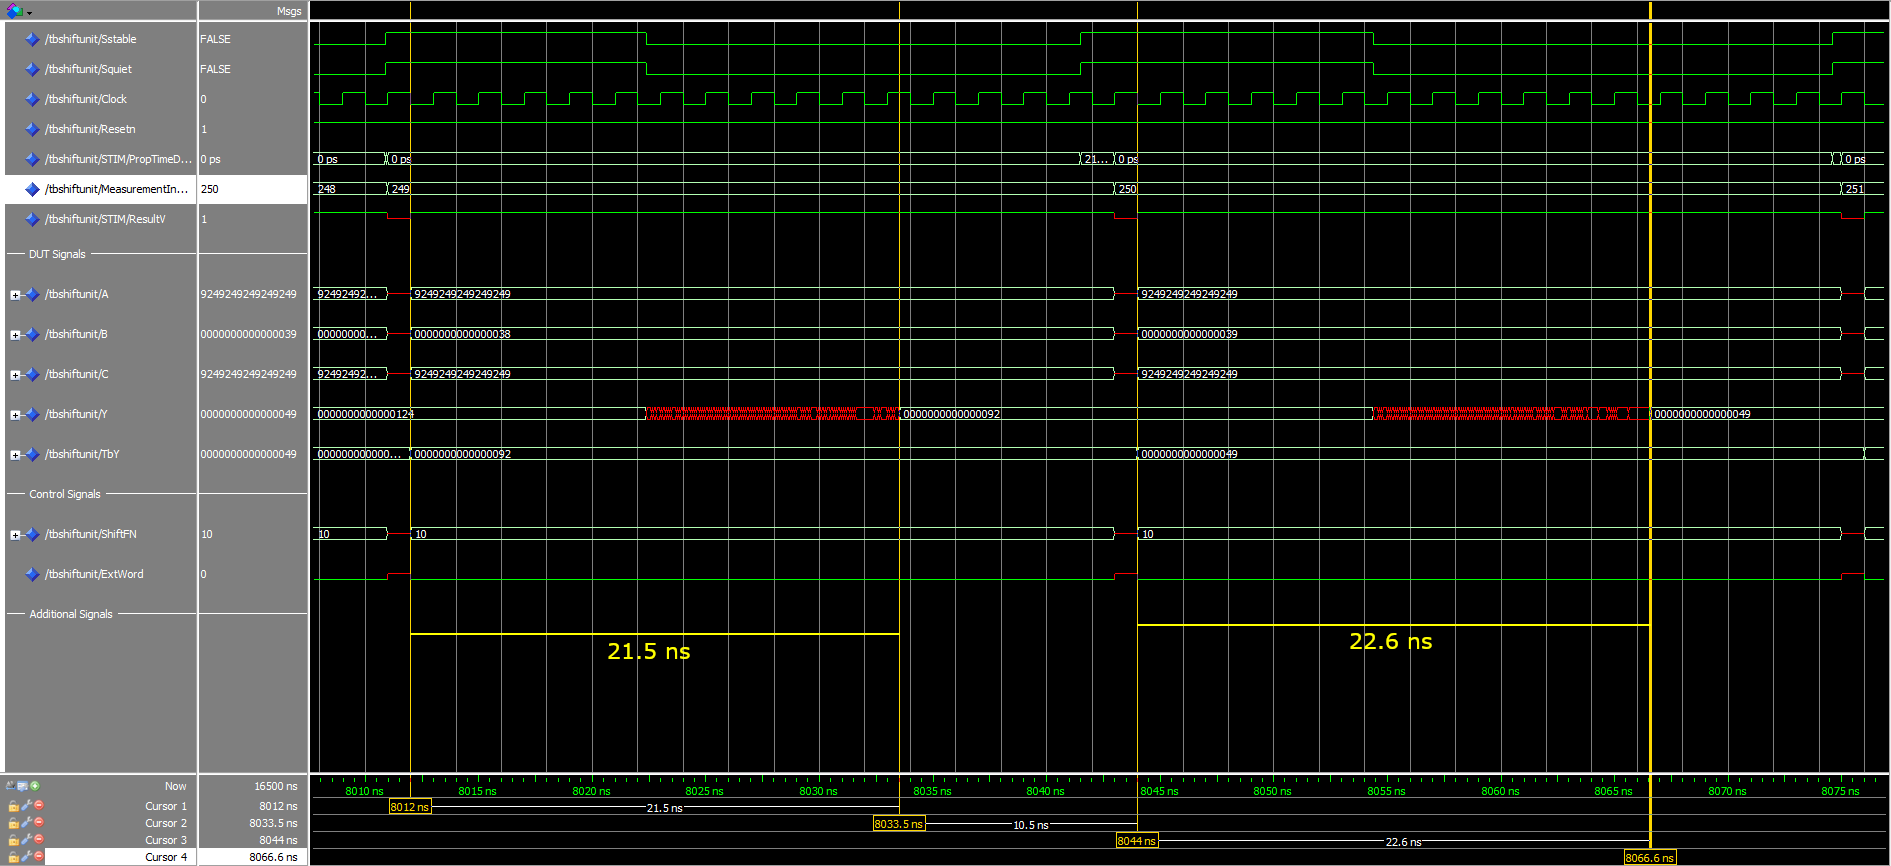 Msgs
/tbshiftunit/Sstable FALSE
/tbshiftunit/Squiet FALSE
/tbshiftunit/Clock 0
/tbshiftunit/Resetn 1
/tbshiftunit/STIM/PropTimeD... 0 ps 0 ps 0 ps 21... 0 ps 0 ps
/tbshiftunit/MeasurementIn... 250 248 249 250 251
/tbshiftunit/STIM/ResultV 1
DUT Signals
/tbshiftunit/A 9249249249249249 92492492... 9249249249249249 9249249249249249
/tbshiftunit/B 0000000000000039 00000000... 0000000000000038 0000000000000039
/tbshiftunit/C 9249249249249249 92492492... 9249249249249249 9249249249249249
/tbshiftunit/Y 0000000000000049 0000000000000124 0000000000000092 0000000000000049
/tbshiftunit/TbY 0000000000000049 00000000000... 0000000000000092 0000000000000049
Control Signals
/tbshiftunit/ShiftFN 10 10 10 10
/tbshiftunit/ExtWord 0
Additional Signals
21.5 ns 22.6 ns
Now 16500 ns 8010 ns 8015 ns 8020 ns 8025 ns 8030 ns 8035 ns 8040 ns 8045 ns 8050 ns 8055 ns 8060 ns 8065 ns 8070 ns 8075 ns
Cursor 1 8012 ns 8012 ns 21.5 ns
Cursor 2 8033.5 ns 8033.5 ns 10.5 ns
Cursor 3 8044 ns 8044 ns 22.6 ns
Cursor 4 8066.6 ns 8066.6 ns